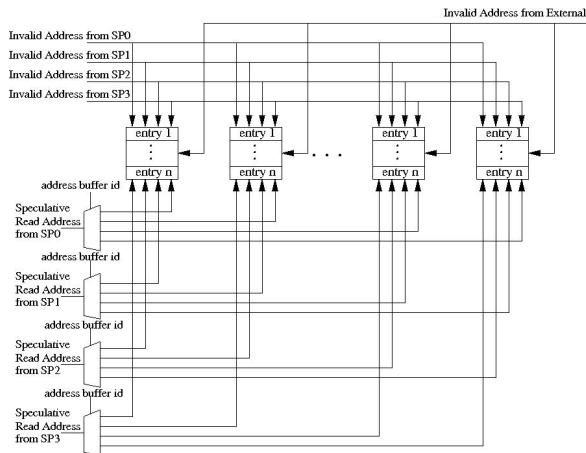 Invalid Address from External
Invalid Address from SP0
Invalid Address from SP1
Invalid Address from SP2
Invalid Address from SP3
entry 1
entry 1
entry 1
entry 1
entry n
entry n
entry n
entry n
address buffer id
Speculative
Read Address
from SP0
address buffer id
Speculative
Read Address
from SP1
address buffer id
Speculative
Read Address
from SP2
address buffer id
Speculative
Read Address
from SP3